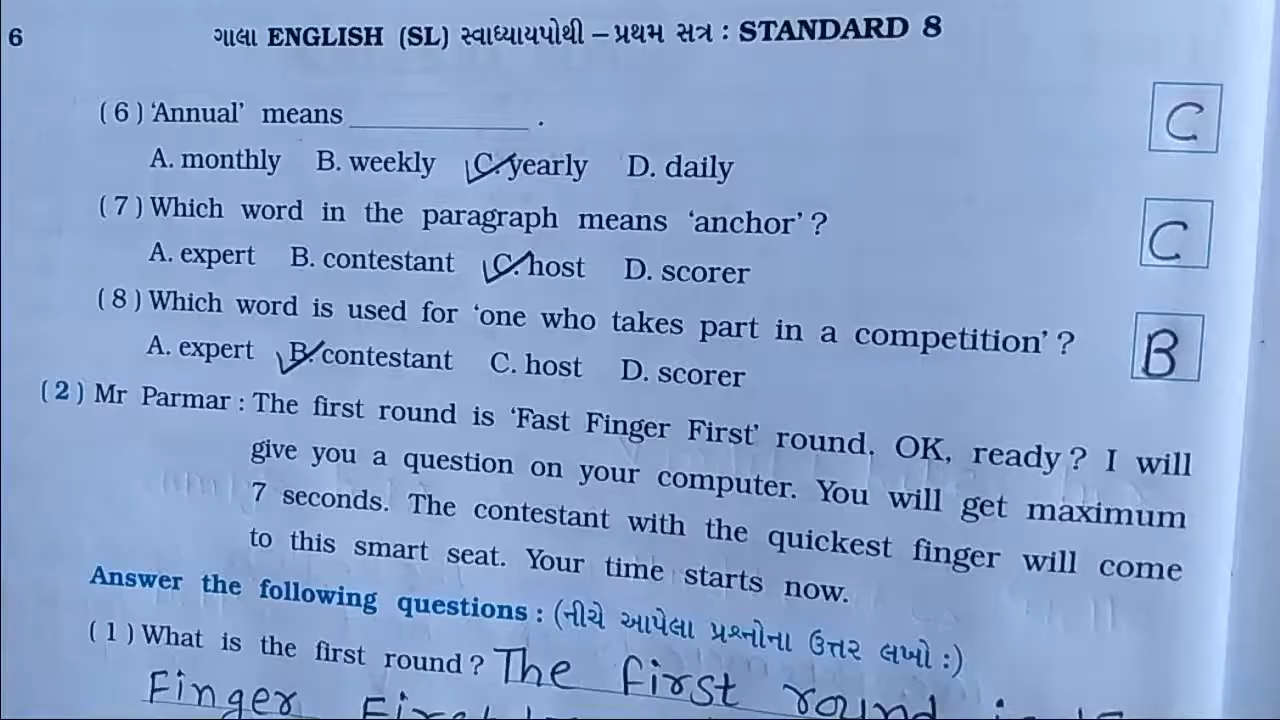 6 ગાલા ENGLISH (SL) સ્વાધ્યાયપોથી – પ્રથમ સત્ર : STANDARD 8
( 6 ) ‘Annual’ means __________ . C
A. monthly B. weekly C. yearly D. daily
( 7 ) Which word in the paragraph means ‘anchor’ ? C
A. expert B. contestant C. host D. scorer
( 8 ) Which word is used for ‘one who takes part in a competition’ ? B
A. expert B. contestant C. host D. scorer
( 2 ) Mr Parmar : The first round is ‘Fast Finger First’ round. OK, ready ? I will
give you a question on your computer. You will get maximum
7 seconds. The contestant with the quickest finger will come
to this smart seat. Your time starts now.
Answer the following questions : (નીચે આપેલા પ્રશ્નોના ઉત્તર લખો :)
( 1 ) What is the first round ? The first round is
Finger First